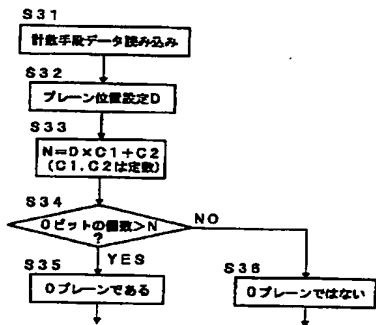 S31
計数手段データ読み込み
S32
プレーン位置設定D
S33
N=D×C1+C2
(C1.C2は定数)
S34
0ビットの個数>N
?
NO
YES
S35
0プレーンである
S36
0プレーンではない